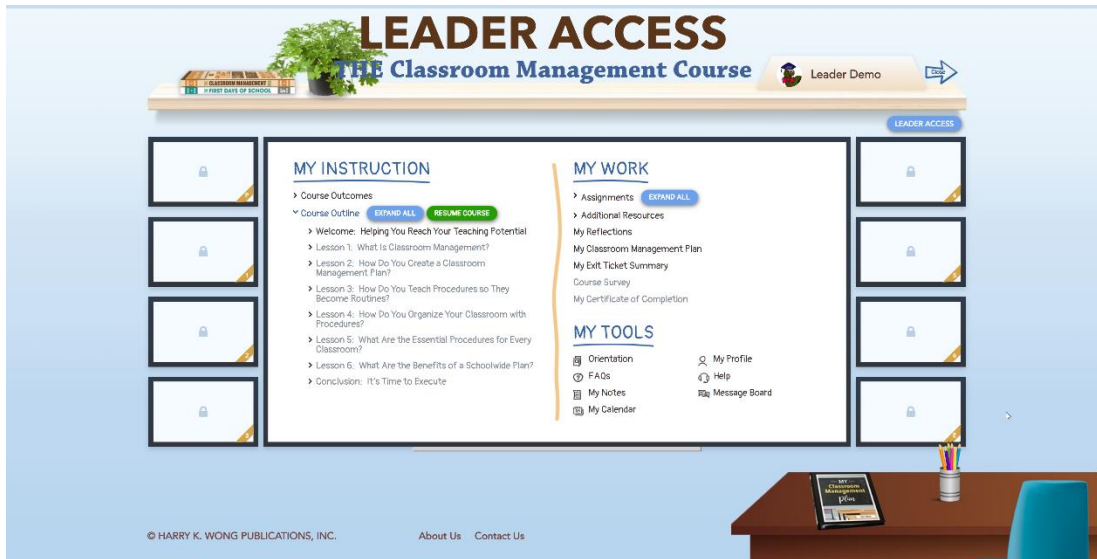 LEADER ACCESS
THE Classroom Management Course
CLASSROOM MANAGEMENT
FIRST DAYS OF SCHOOL
Leader Demo
Close
LEADER ACCESS
MY INSTRUCTION
Course Outcomes
Course Outline EXPAND ALL RESUME COURSE
Welcome: Helping You Reach Your Teaching Potential
Lesson 1: What Is Classroom Management?
Lesson 2: How Do You Create a Classroom
Management Plan?
Lesson 3: How Do You Teach Procedures so They
Become Routines?
Lesson 4: How Do You Organize Your Classroom with
Procedures?
Lesson 5: What Are the Essential Procedures for Every
Classroom?
Lesson 6: What Are the Benefits of a Schoolwide Plan?
Conclusion: It's Time to Execute
MY WORK
Assignments EXPAND ALL
Additional Resources
My Reflections
My Classroom Management Plan
My Exit Ticket Summary
Course Survey
My Certificate of Completion
MY TOOLS
Orientation
FAQs
My Notes
My Calendar
My Profile
Help
Message Board
MY
Classroom
Management
Plan
© HARRY K. WONG PUBLICATIONS, INC.
About Us Contact Us